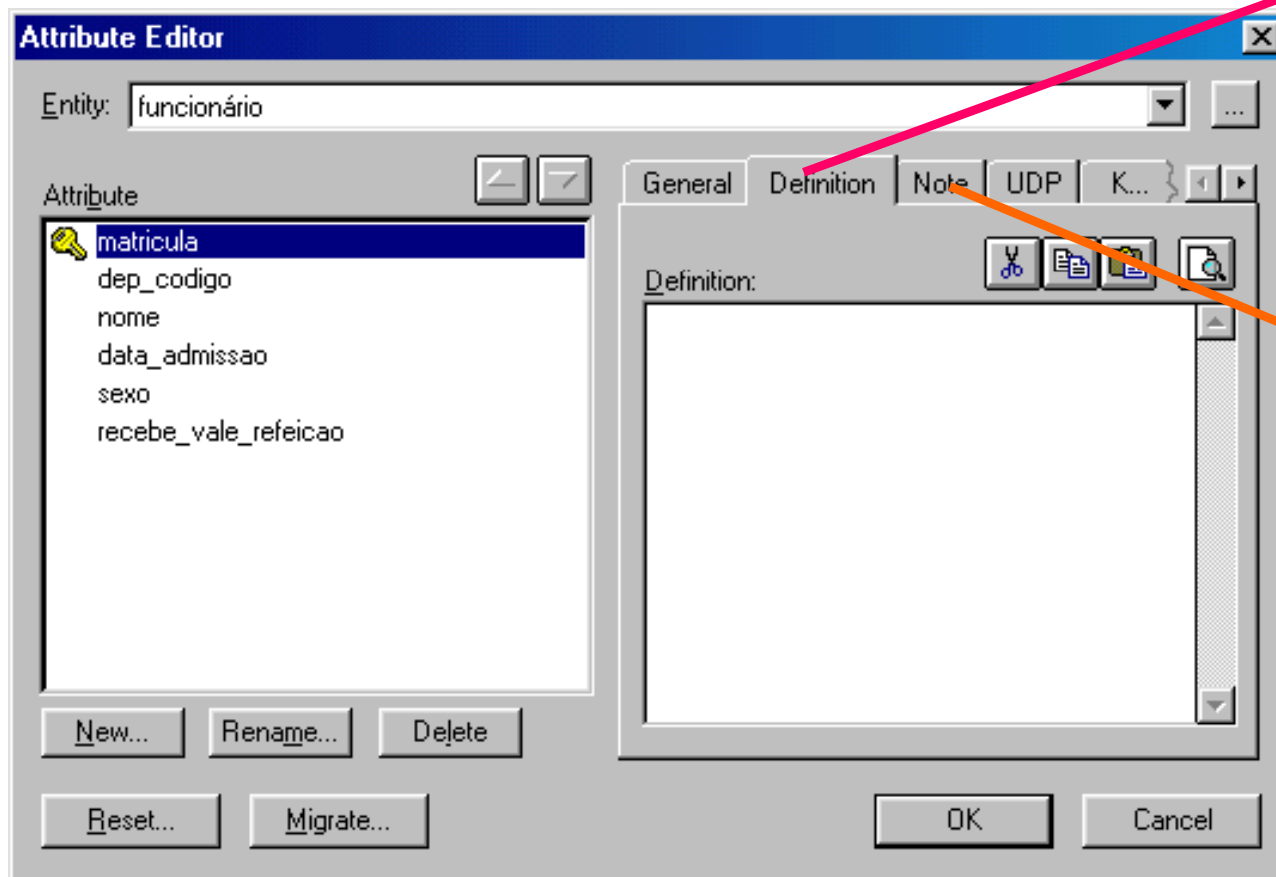 Attribute Editor
Entity: funcionário ...
Attribute
matricula
dep_codigo
nome
data_admissao
sexo
recebe_vale_refeicao
New... Rename... Delete
Reset... Migrate...
General Definition Note UDP K...
Definition:
OK Cancel